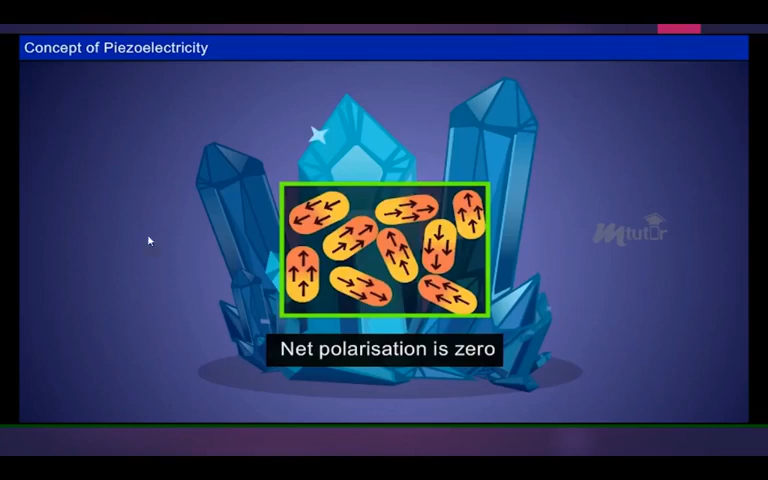 Concept of Piezoelectricity
Mtutor
Net polarisation is zero